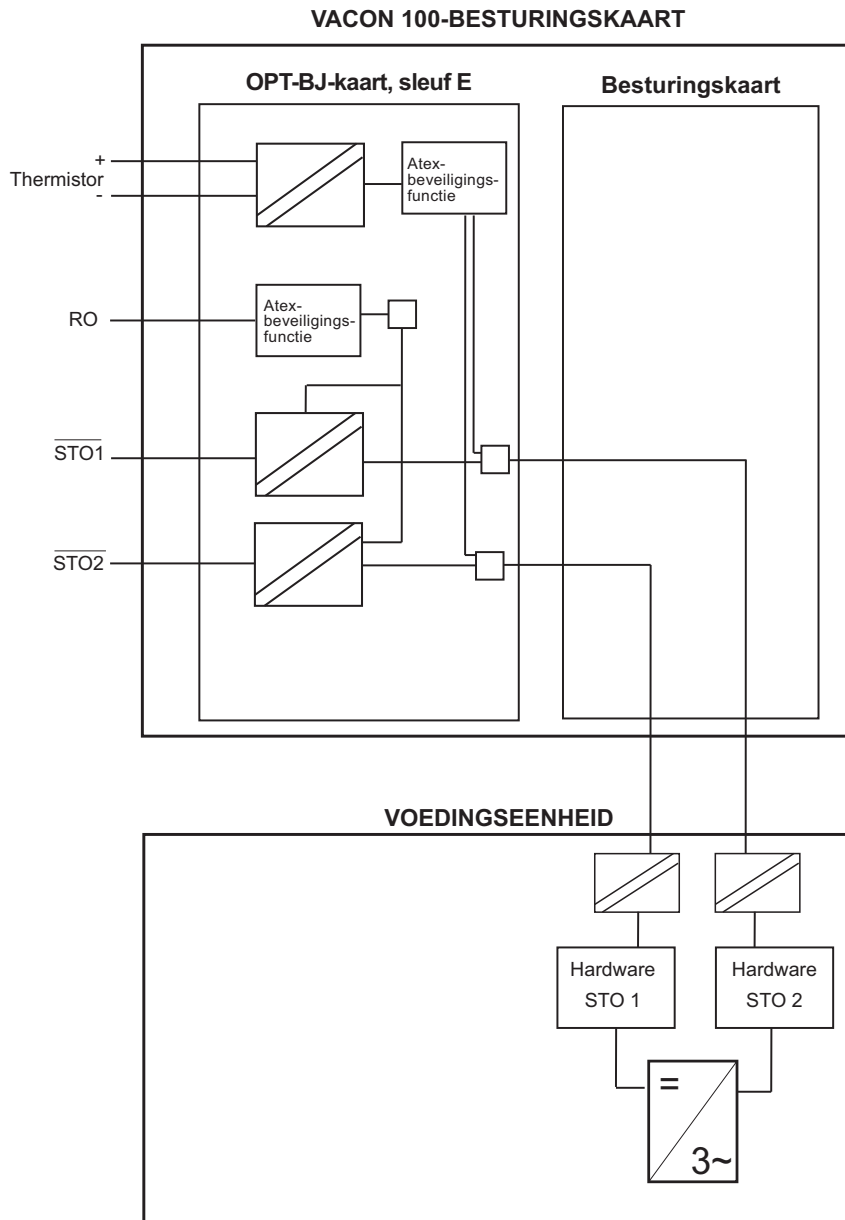 VACON 100-BESTURINGSKAART
OPT-BJ-kaart, sleuf E
Besturingskaart
+
Thermistor
-
Atex-
beveiligings-
functie
RO
Atex-
beveiligings-
functie
STO1
STO2
VOEDINGSEENHEID
Hardware
STO 1
Hardware
STO 2
=
3~